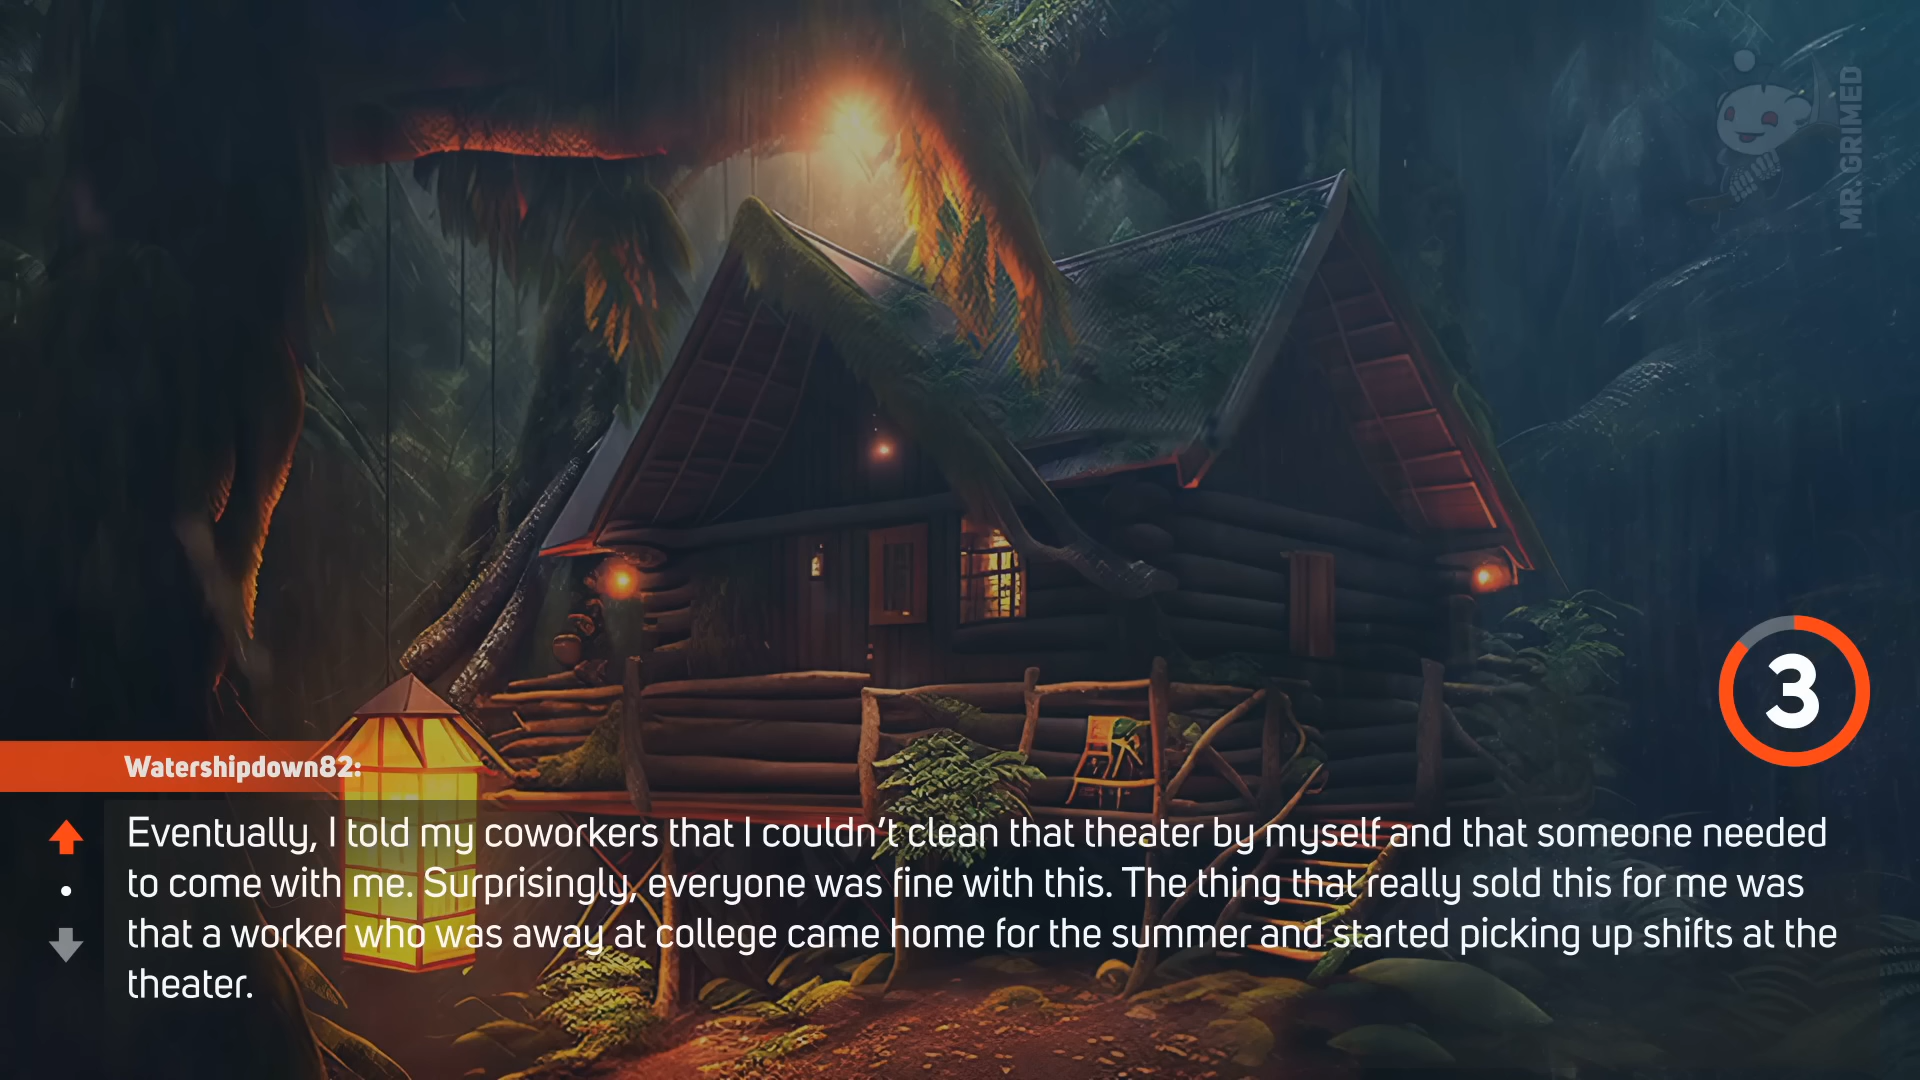 MR. GRIMED
3
Watershipdown82:
Eventually, I told my coworkers that I couldn't clean that theater by myself and that someone needed
to come with me. Surprisingly, everyone was fine with this. The thing that really sold this for me was
that a worker who was away at college came home for the summer and started picking up shifts at the
theater.